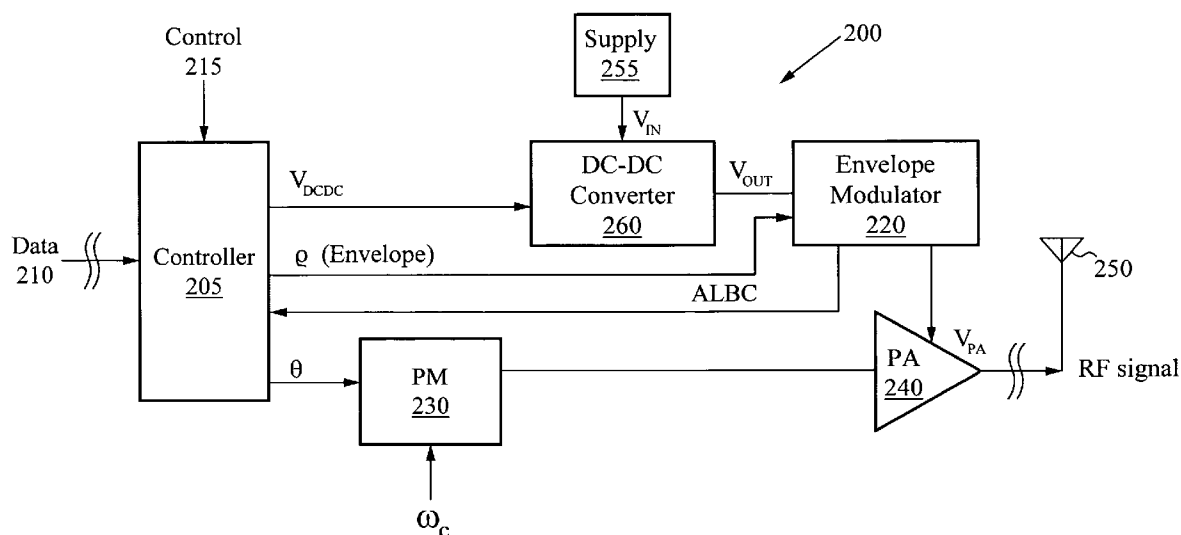 Control
215
Supply
255
200
V_IN
DC-DC
Converter
260
V_OUT
Envelope
Modulator
220
V_DCDC
Data
210
Controller
205
ϱ (Envelope)
ALBC
250
θ
PM
230
PA
240
V_PA
RF signal
ω_c